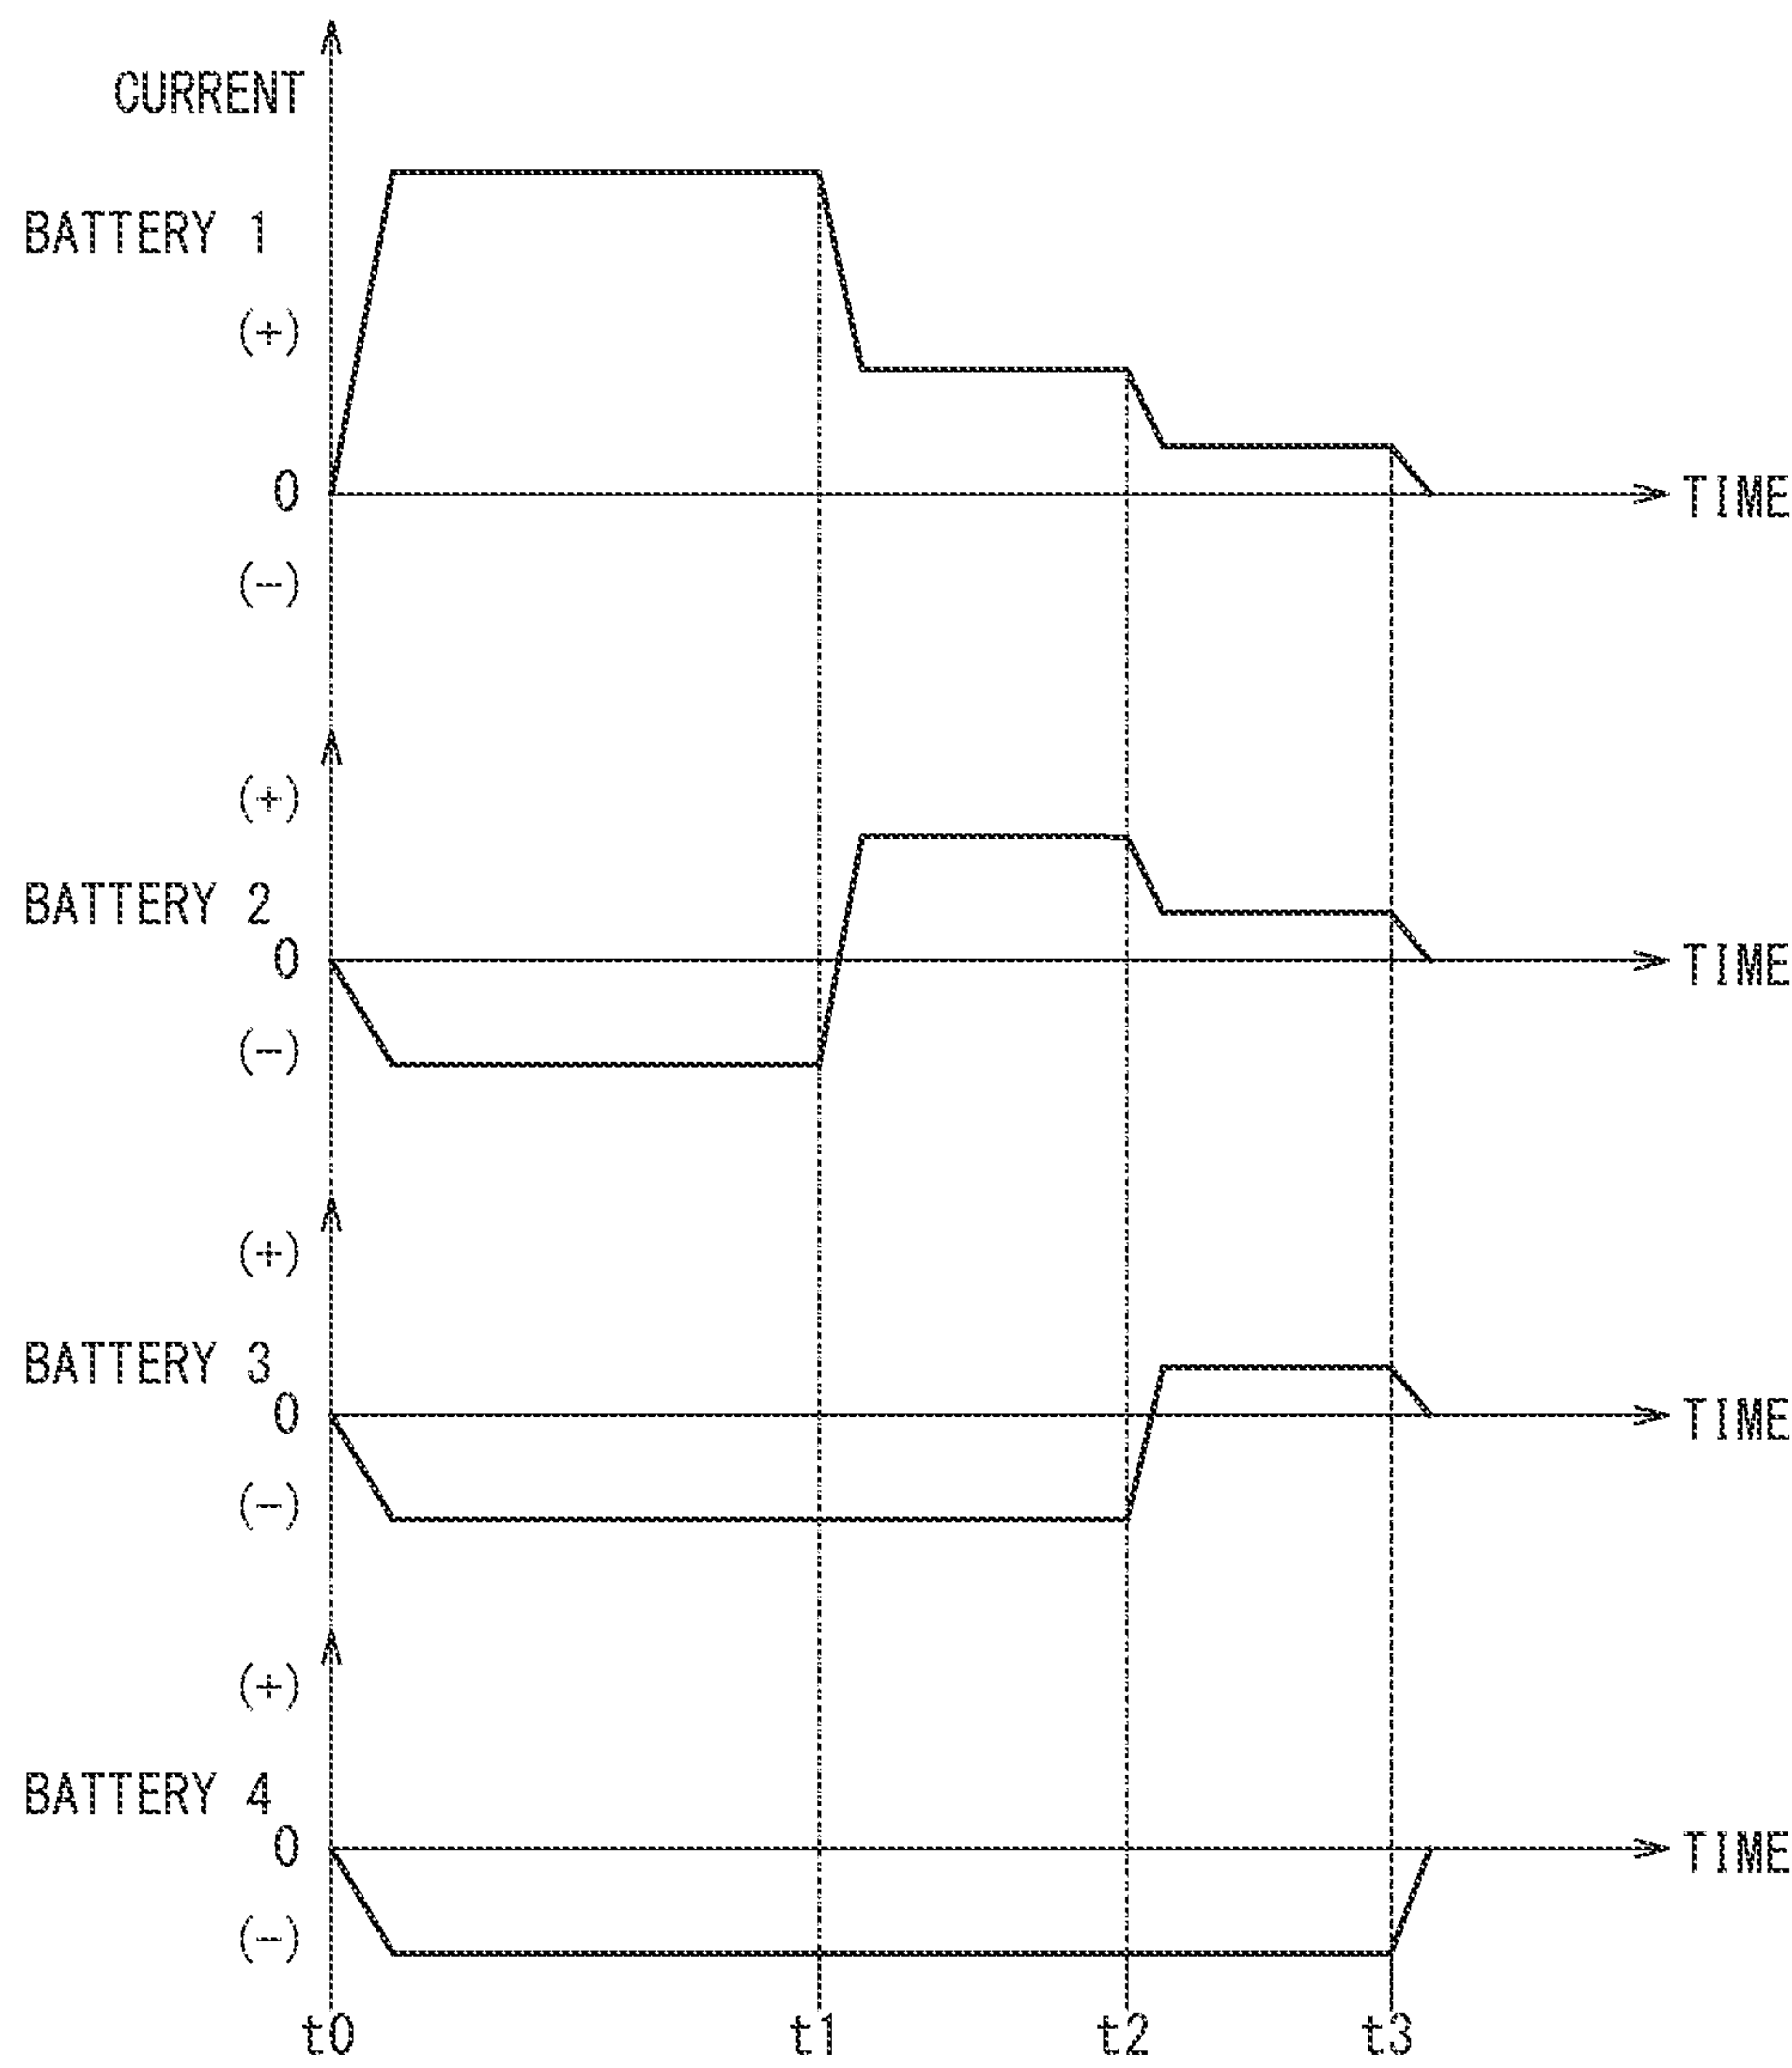 CURRENT
BATTERY 1
(+)
0
TIME
(-)
(+)
BATTERY 2
0
TIME
(-)
(+)
BATTERY 3
0
TIME
(-)
(+)
BATTERY 4
0
TIME
(-)
t0 t1 t2 t3